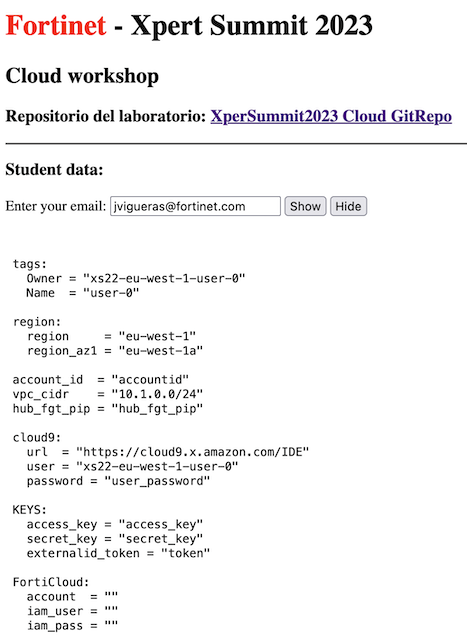 Fortinet - Xpert Summit 2023
Cloud workshop
Repositorio del laboratorio: XperSummit2023 Cloud GitRepo
Student data:
Enter your email: jvigueras@fortinet.com Show Hide
tags:
  Owner = "xs22-eu-west-1-user-0"
  Name  = "user-0"
region:
  region     = "eu-west-1"
  region_az1 = "eu-west-1a"
account_id  = "accountid"
vpc_cidr    = "10.1.0.0/24"
hub_fgt_pip = "hub_fgt_pip"
cloud9:
  url  = "https://cloud9.x.amazon.com/IDE"
  user = "xs22-eu-west-1-user-0"
  password = "user_password"
KEYS:
  access_key = "access_key"
  secret_key = "secret_key"
  externalid_token = "token"
FortiCloud:
  account  = ""
  iam_user = ""
  iam_pass = ""